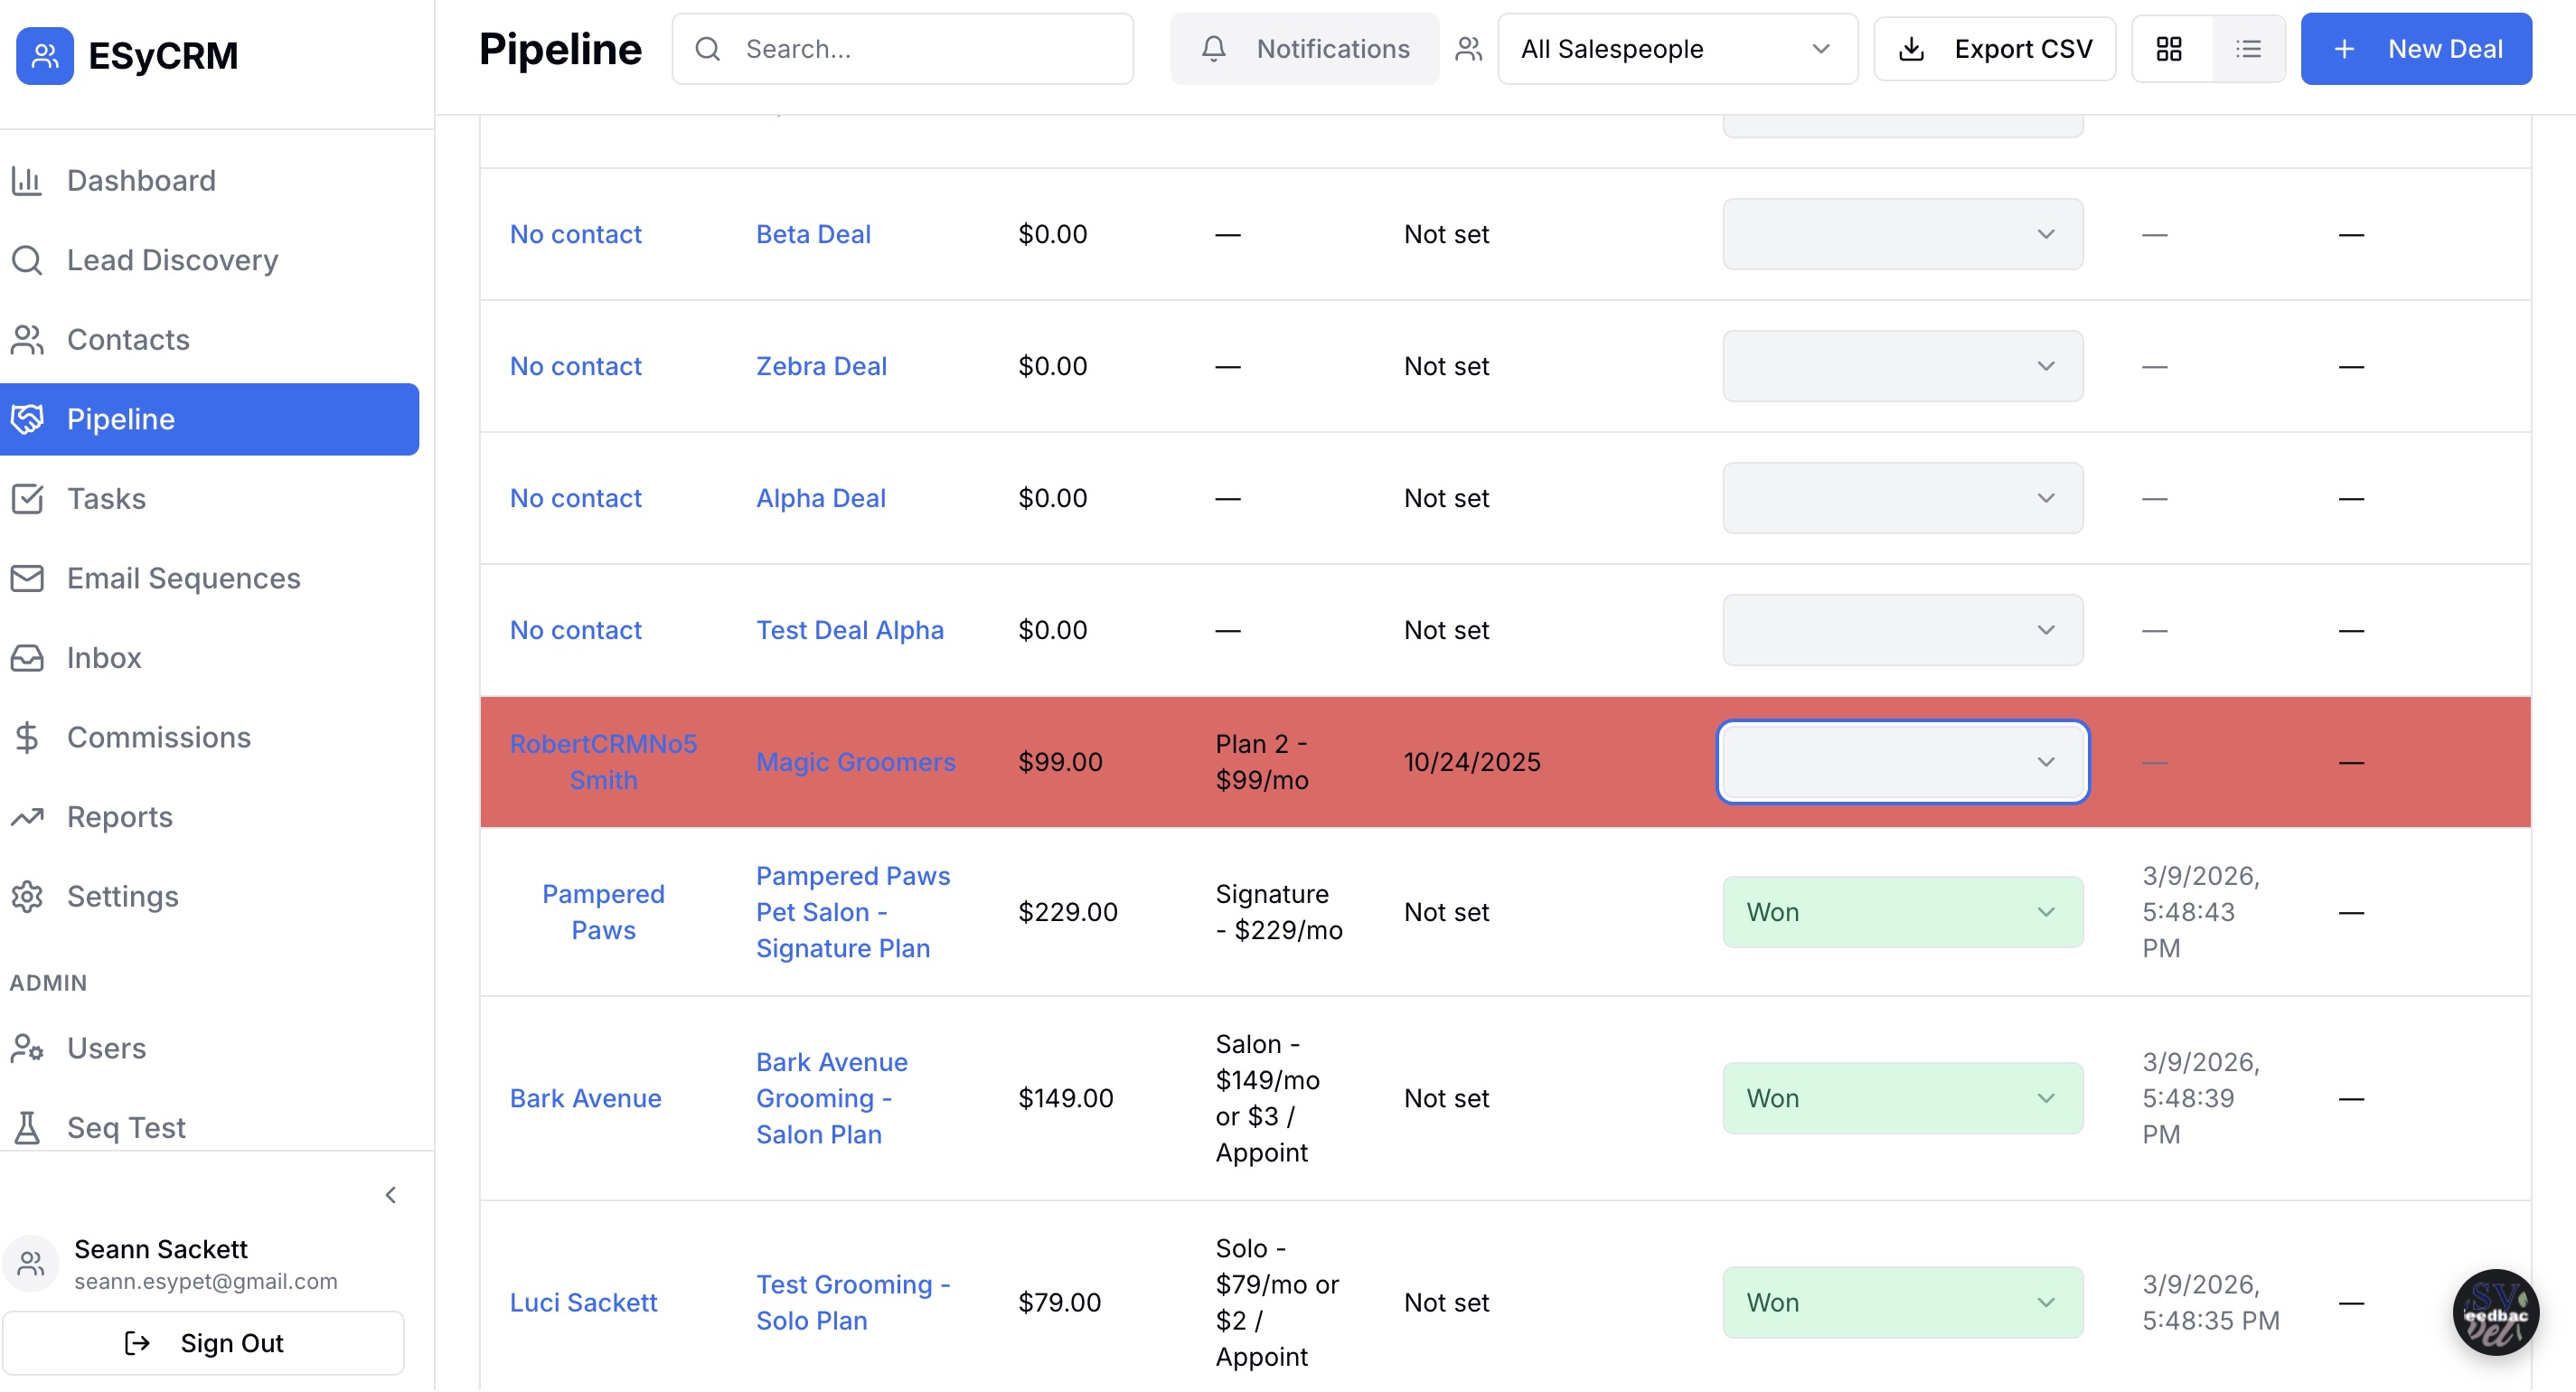 ESyCRM
Dashboard
Lead Discovery
Contacts
Pipeline
Tasks
Email Sequences
Inbox
Commissions
Reports
Settings
ADMIN
Users
Seq Test
Seann Sackett
seann.esypet@gmail.com
Sign Out
Pipeline
Search...
Notifications
All Salespeople
Export CSV
New Deal
No contact
Beta Deal
$0.00
—
Not set
—
—
No contact
Zebra Deal
$0.00
—
Not set
—
—
No contact
Alpha Deal
$0.00
—
Not set
—
—
No contact
Test Deal Alpha
$0.00
—
Not set
—
—
RobertCRMNo5
Smith
Magic Groomers
$99.00
Plan 2 -
$99/mo
10/24/2025
—
—
Pampered
Paws
Pampered Paws
Pet Salon -
Signature Plan
$229.00
Signature
- $229/mo
Not set
Won
3/9/2026,
5:48:43
PM
—
Bark Avenue
Bark Avenue
Grooming -
Salon Plan
$149.00
Salon -
$149/mo
or $3 /
Appoint
Not set
Won
3/9/2026,
5:48:39
PM
—
Luci Sackett
Test Grooming -
Solo Plan
$79.00
Solo -
$79/mo or
$2 /
Appoint
Not set
Won
3/9/2026,
5:48:35 PM
—
eedbac